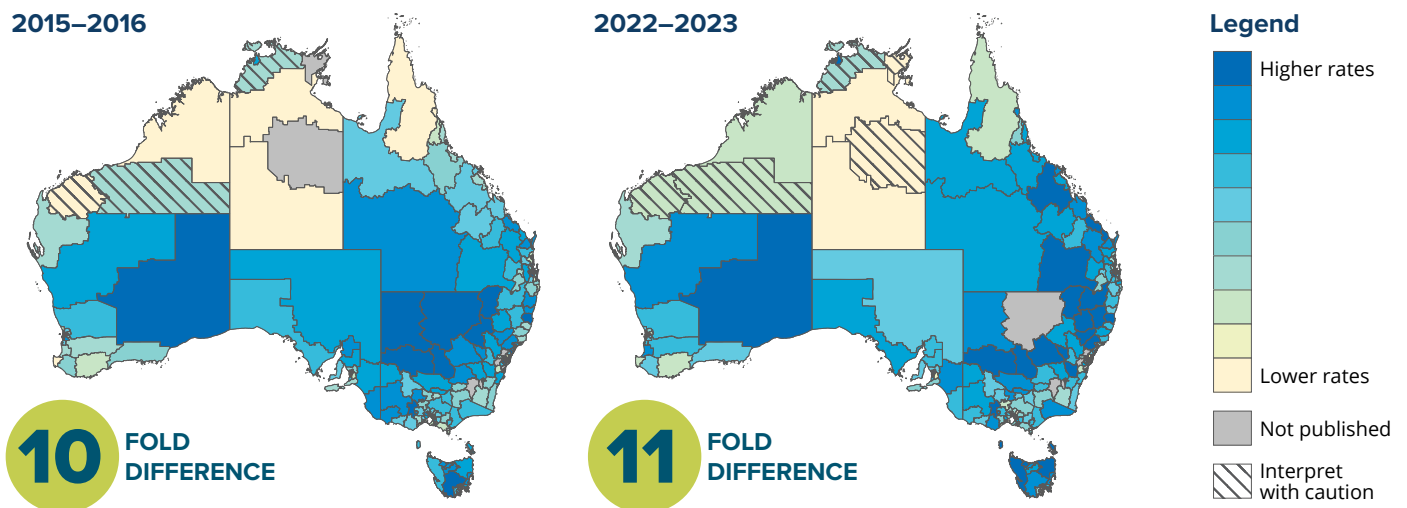 2015–2016
10
FOLD
DIFFERENCE
2022–2023
11
FOLD
DIFFERENCE
Legend
Higher rates
Lower rates
Not published
Interpret
with caution